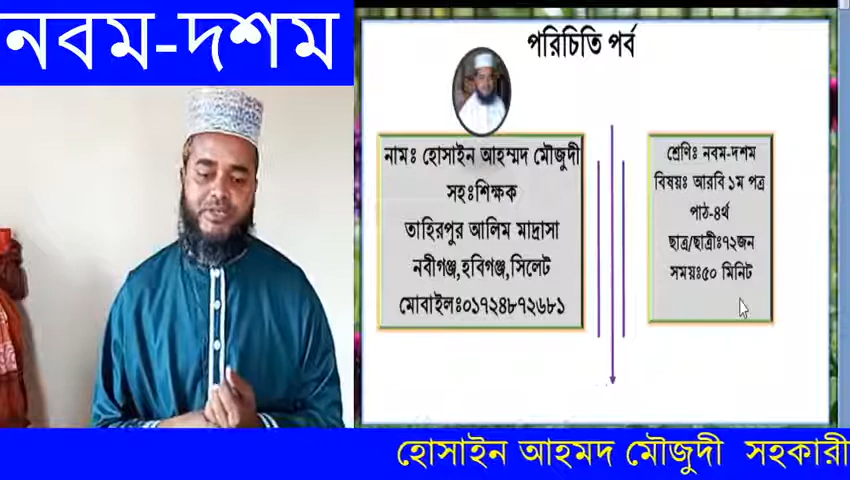 নবম-দশম
পরিচিতি পর্ব
নামঃ হোসাইন আহম্মদ মৌজুদী
সহঃশিক্ষক
তাহিরপুর আলিম মাদ্রাসা
নবীগঞ্জ,হবিগঞ্জ,সিলেট
মোবাইলঃ০১৭২৪৮৭২৬৮১
শ্রেণিঃ নবম-দশম
বিষয়ঃ আরবি ১ম পত্র
পাঠ-৪র্থ
ছাত্র/ছাত্রীঃ৭২জন
সময়ঃ৫০ মিনিট
হোসাইন আহমদ মৌজুদী সহকারী